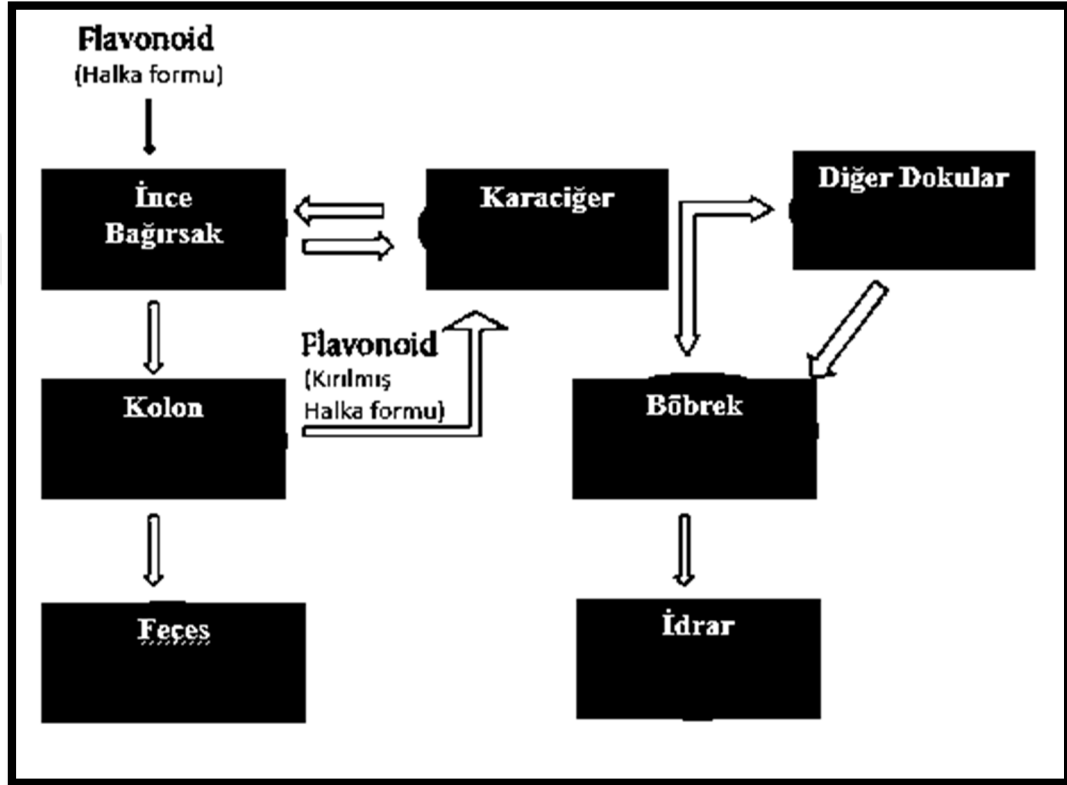 Flavonoid
(Halka formu)
İnce
Bağırsak
Karaciğer
Diğer Dokular
Flavonoid
(Kırılmış
Halka formu)
Kolon
Böbrek
Feçes
İdrar